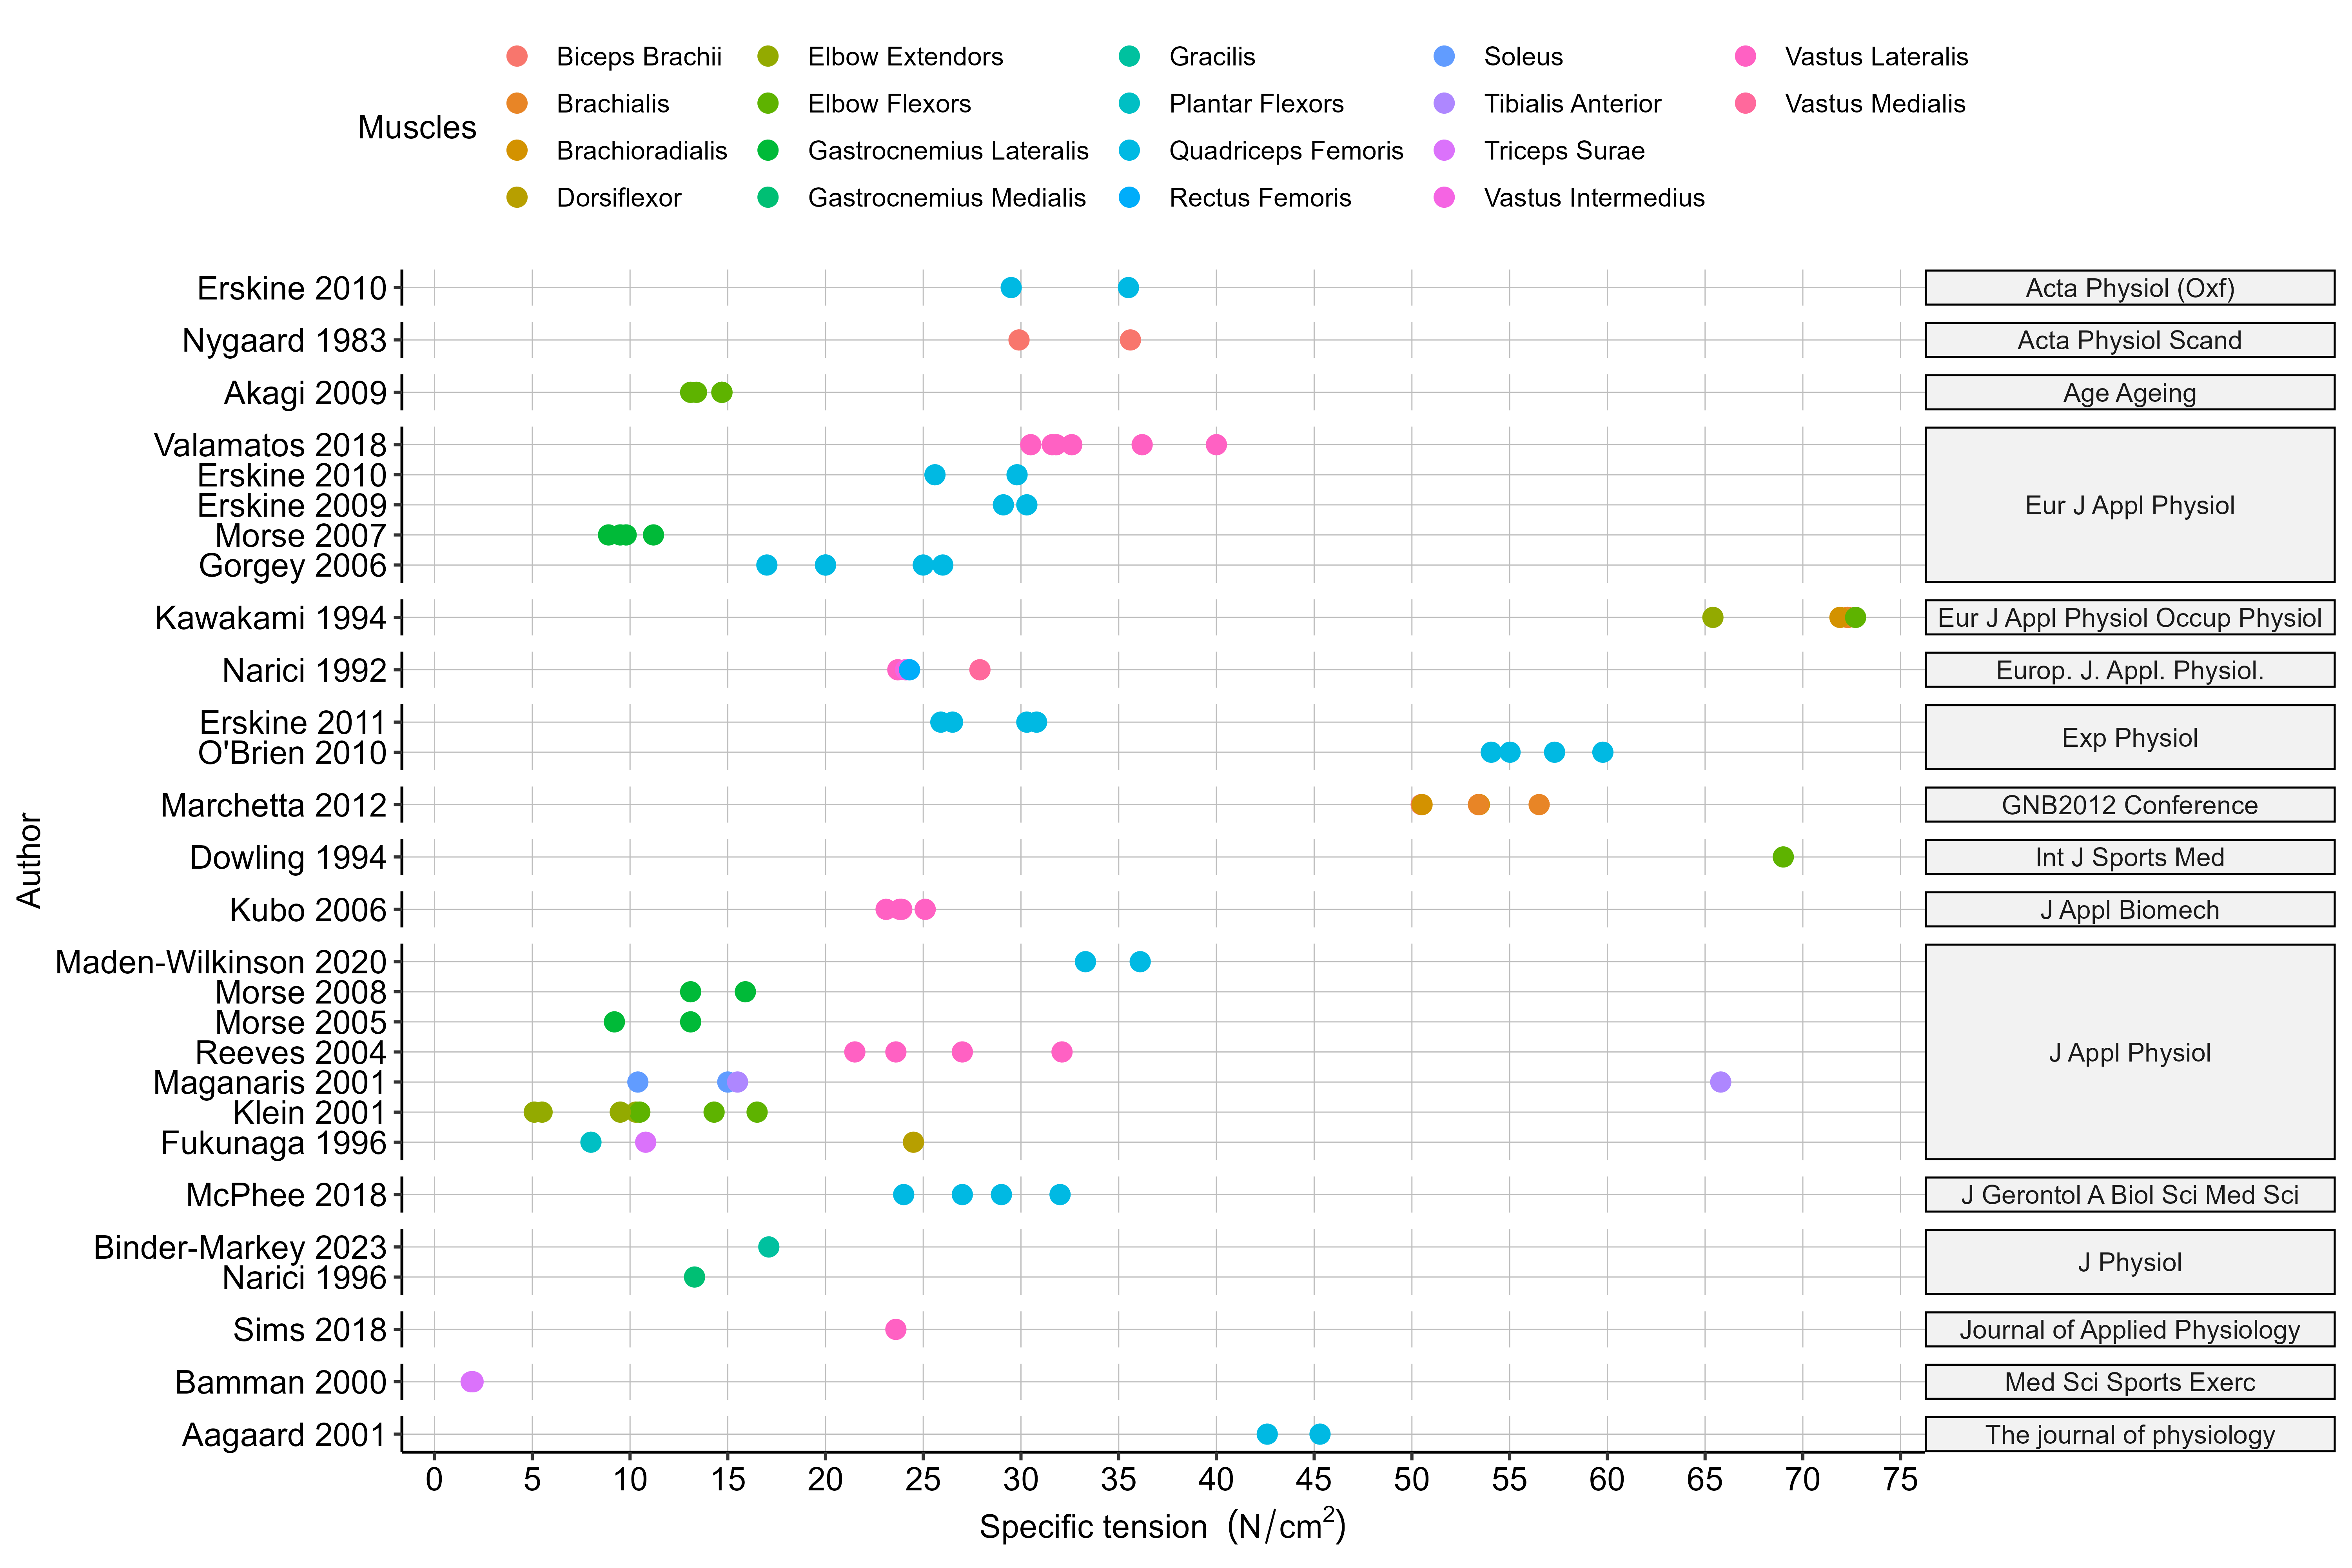 Muscles
Biceps Brachii
Brachialis
Brachioradialis
Dorsiflexor
Elbow Extendors
Elbow Flexors
Gastrocnemius Lateralis
Gastrocnemius Medialis
Gracilis
Plantar Flexors
Quadriceps Femoris
Rectus Femoris
Soleus
Tibialis Anterior
Triceps Surae
Vastus Intermedius
Vastus Lateralis
Vastus Medialis
Author
Erskine 2010 Acta Physiol (Oxf)
Nygaard 1983 Acta Physiol Scand
Akagi 2009 Age Ageing
Valamatos 2018
Erskine 2010
Erskine 2009 Eur J Appl Physiol
Morse 2007
Gorgey 2006
Kawakami 1994 Eur J Appl Physiol Occup Physiol
Narici 1992 Europ. J. Appl. Physiol.
Erskine 2011
O'Brien 2010
Exp Physiol
Marchetta 2012 GNB2012 Conference
Dowling 1994 Int J Sports Med
Kubo 2006 J Appl Biomech
Maden-Wilkinson 2020
Morse 2008
Morse 2005
Reeves 2004 J Appl Physiol
Maganaris 2001
Klein 2001
Fukunaga 1996
McPhee 2018 J Gerontol A Biol Sci Med Sci
Binder-Markey 2023
Narici 1996
J Physiol
Sims 2018 Journal of Applied Physiology
Bamman 2000 Med Sci Sports Exerc
Aagaard 2001 The journal of physiology
0 5 10 15 20 25 30 35 40 45 50 55 60 65 70 75
Specific tension (N/cm²)